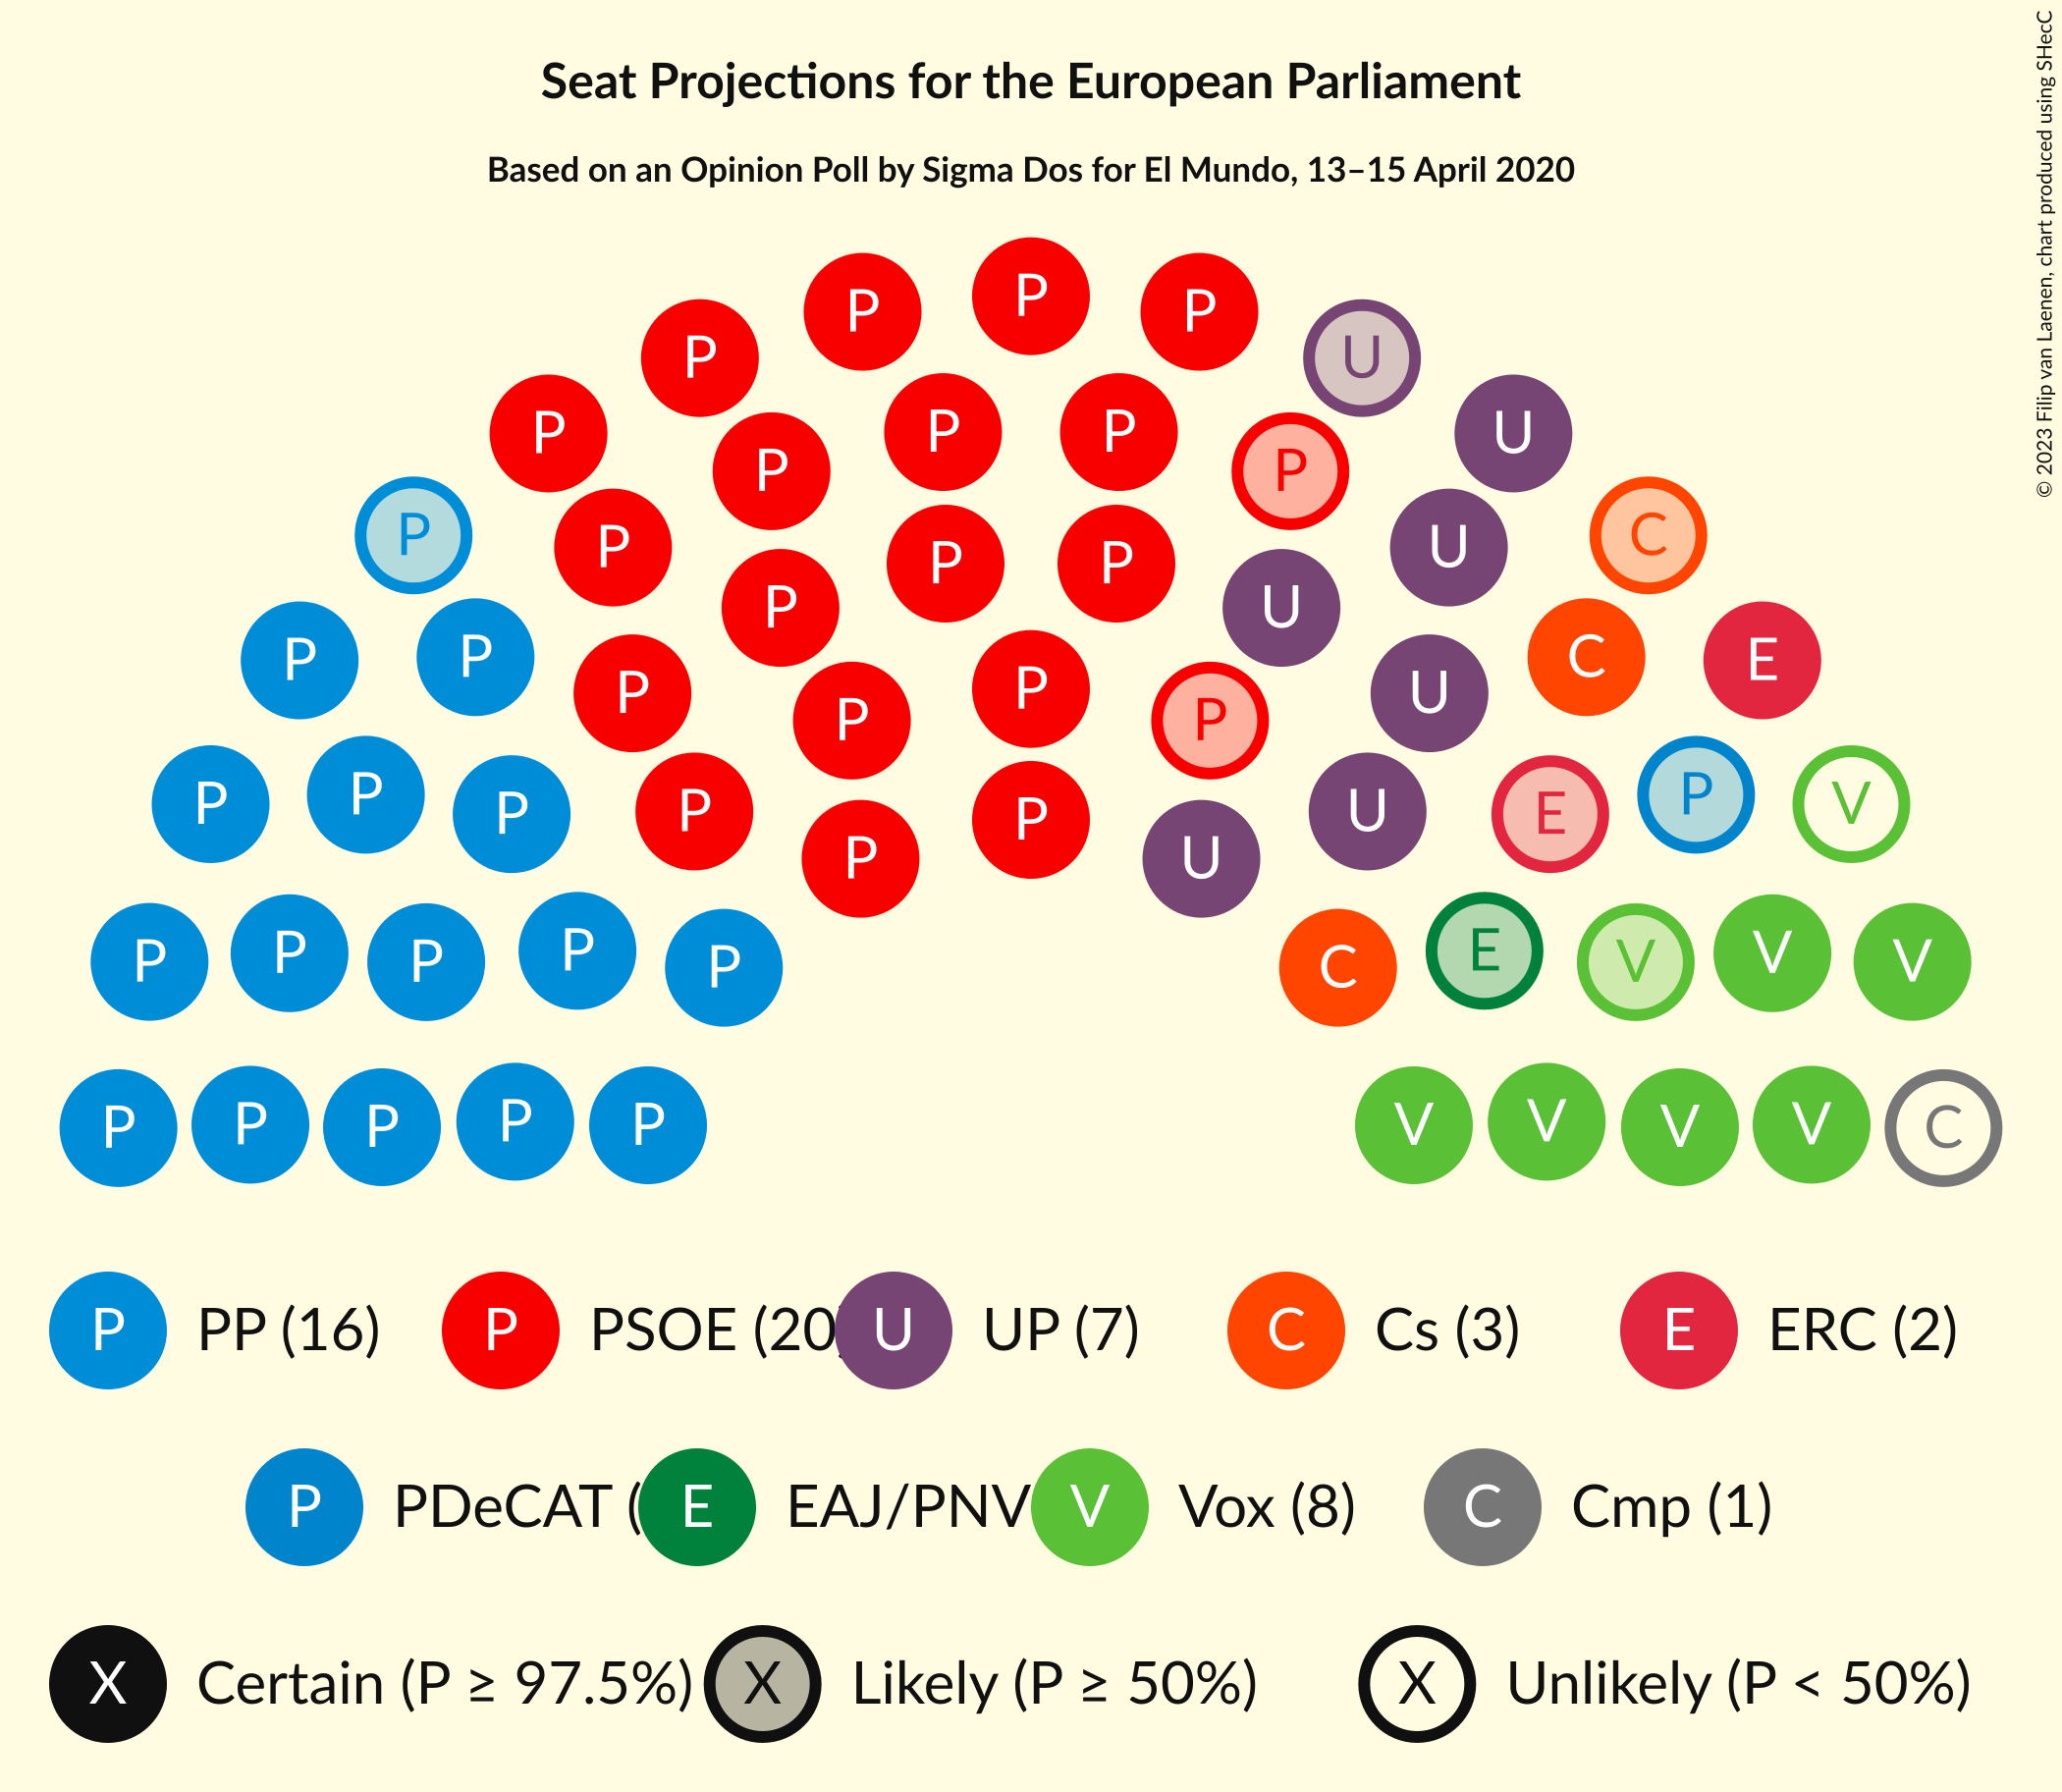 Seat Projections for the European Parliament
Based on an Opinion Poll by Sigma Dos for El Mundo, 13–15 April 2020
© 2023 Filip van Laenen, chart produced using SHecC
P
P P
P U
P P P U
P P
P C
P U
P P
P U
P P C E
P P U
P P
P P P P P U E P V
P U
P P P P P C E V V V
P P P P P V V V V C
P PP (16) P PSOE (20 U UP (7) C Cs (3) E ERC (2)
P PDeCAT ( E EAJ/PNV V Vox (8) C Cmp (1)
X Certain (P ≥ 97.5%) X Likely (P ≥ 50%) X Unlikely (P < 50%)